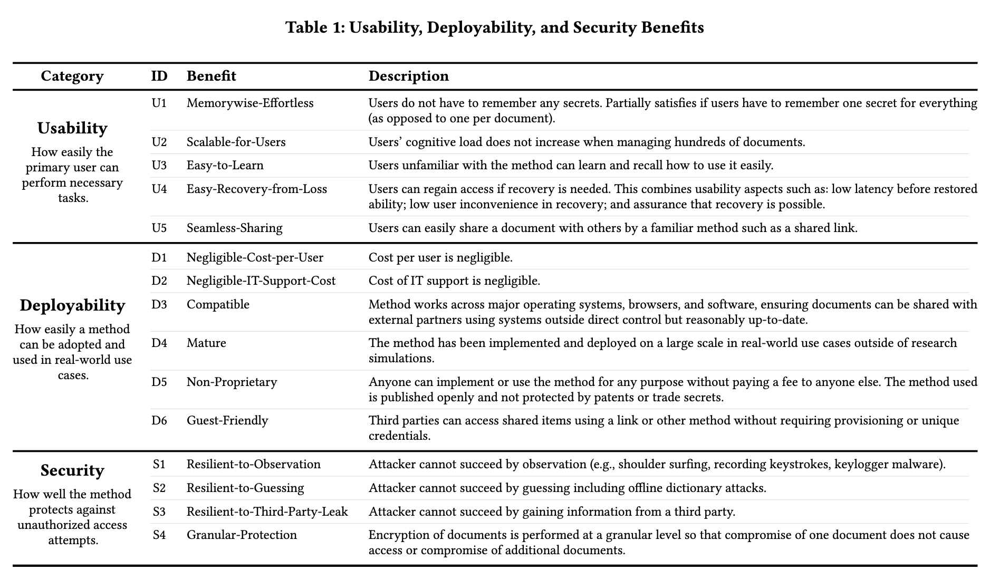 Table 1: Usability, Deployability, and Security Benefits
Category ID Benefit Description
Usability
How easily the
primary user can
perform necessary
tasks.
U1 Memorywise-Effortless Users do not have to remember any secrets. Partially satisfies if users have to remember one secret for everything
(as opposed to one per document).
U2 Scalable-for-Users Users’ cognitive load does not increase when managing hundreds of documents.
U3 Easy-to-Learn Users unfamiliar with the method can learn and recall how to use it easily.
U4 Easy-Recovery-from-Loss Users can regain access if recovery is needed. This combines usability aspects such as: low latency before restored
ability; low user inconvenience in recovery; and assurance that recovery is possible.
U5 Seamless-Sharing Users can easily share a document with others by a familiar method such as a shared link.
Deployability
How easily a method
can be adopted and
used in real-world use
cases.
D1 Negligible-Cost-per-User Cost per user is negligible.
D2 Negligible-IT-Support-Cost Cost of IT support is negligible.
D3 Compatible Method works across major operating systems, browsers, and software, ensuring documents can be shared with
external partners using systems outside direct control but reasonably up-to-date.
D4 Mature The method has been implemented and deployed on a large scale in real-world use cases outside of research
simulations.
D5 Non-Proprietary Anyone can implement or use the method for any purpose without paying a fee to anyone else. The method used
is published openly and not protected by patents or trade secrets.
D6 Guest-Friendly Third parties can access shared items using a link or other method without requiring provisioning or unique
credentials.
Security
How well the method
protects against
unauthorized access
attempts.
S1 Resilient-to-Observation Attacker cannot succeed by observation (e.g., shoulder surfing, recording keystrokes, keylogger malware).
S2 Resilient-to-Guessing Attacker cannot succeed by guessing including offline dictionary attacks.
S3 Resilient-to-Third-Party-Leak Attacker cannot succeed by gaining information from a third party.
S4 Granular-Protection Encryption of documents is performed at a granular level so that compromise of one document does not cause
access or compromise of additional documents.